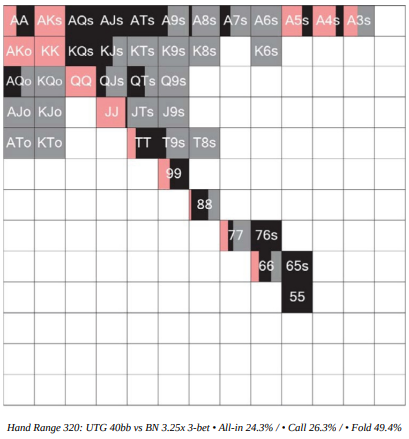 AA AKs AQs AJs ATs A9s A8s A7s A6s A5s A4s A3s
AKo KK KQs KJs KTs K9s K8s K6s
AQo KQo QQ QJs QTs Q9s
AJo KJo JJ JTs J9s
ATo KTo TT T9s T8s
99
88
77 76s
66 65s
55
Hand Range 320: UTG 40bb vs BN 3.25x 3-bet • All-in 24.3% / • Call 26.3% / • Fold 49.4%